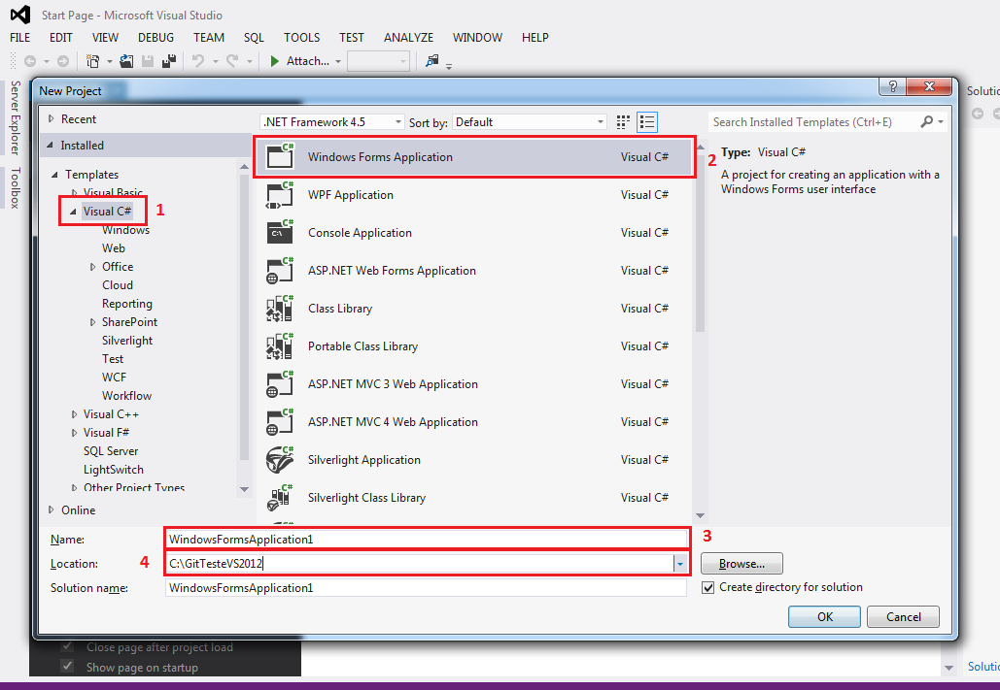 Start Page - Microsoft Visual Studio
FILE EDIT VIEW DEBUG TEAM SQL TOOLS TEST ANALYZE WINDOW HELP
Attach...
Server Explorer
Toolbox
New Project
?
Recent
.NET Framework 4.5 Sort by: Default
Search Installed Templates (Ctrl+E)
Installed
Templates
Visual Basic
Visual C# 1
Windows
Web
Office
Cloud
Reporting
SharePoint
Silverlight
Test
WCF
Workflow
Visual C++
Visual F#
SQL Server
LightSwitch
Other Project Types
Online
Windows Forms Application Visual C# 2
WPF Application Visual C#
Console Application Visual C#
ASP.NET Web Forms Application Visual C#
Class Library Visual C#
Portable Class Library Visual C#
ASP.NET MVC 3 Web Application Visual C#
ASP.NET MVC 4 Web Application Visual C#
Silverlight Application Visual C#
Silverlight Class Library Visual C#
Type: Visual C#
A project for creating an application with a
Windows Forms user interface
Name: WindowsFormsApplication1 3
Location: 4 C:\GitTesteVS2012 Browse...
Solution name: WindowsFormsApplication1 Create directory for solution
OK Cancel
Close page after project load
Show page on startup
Solutio
Solutio